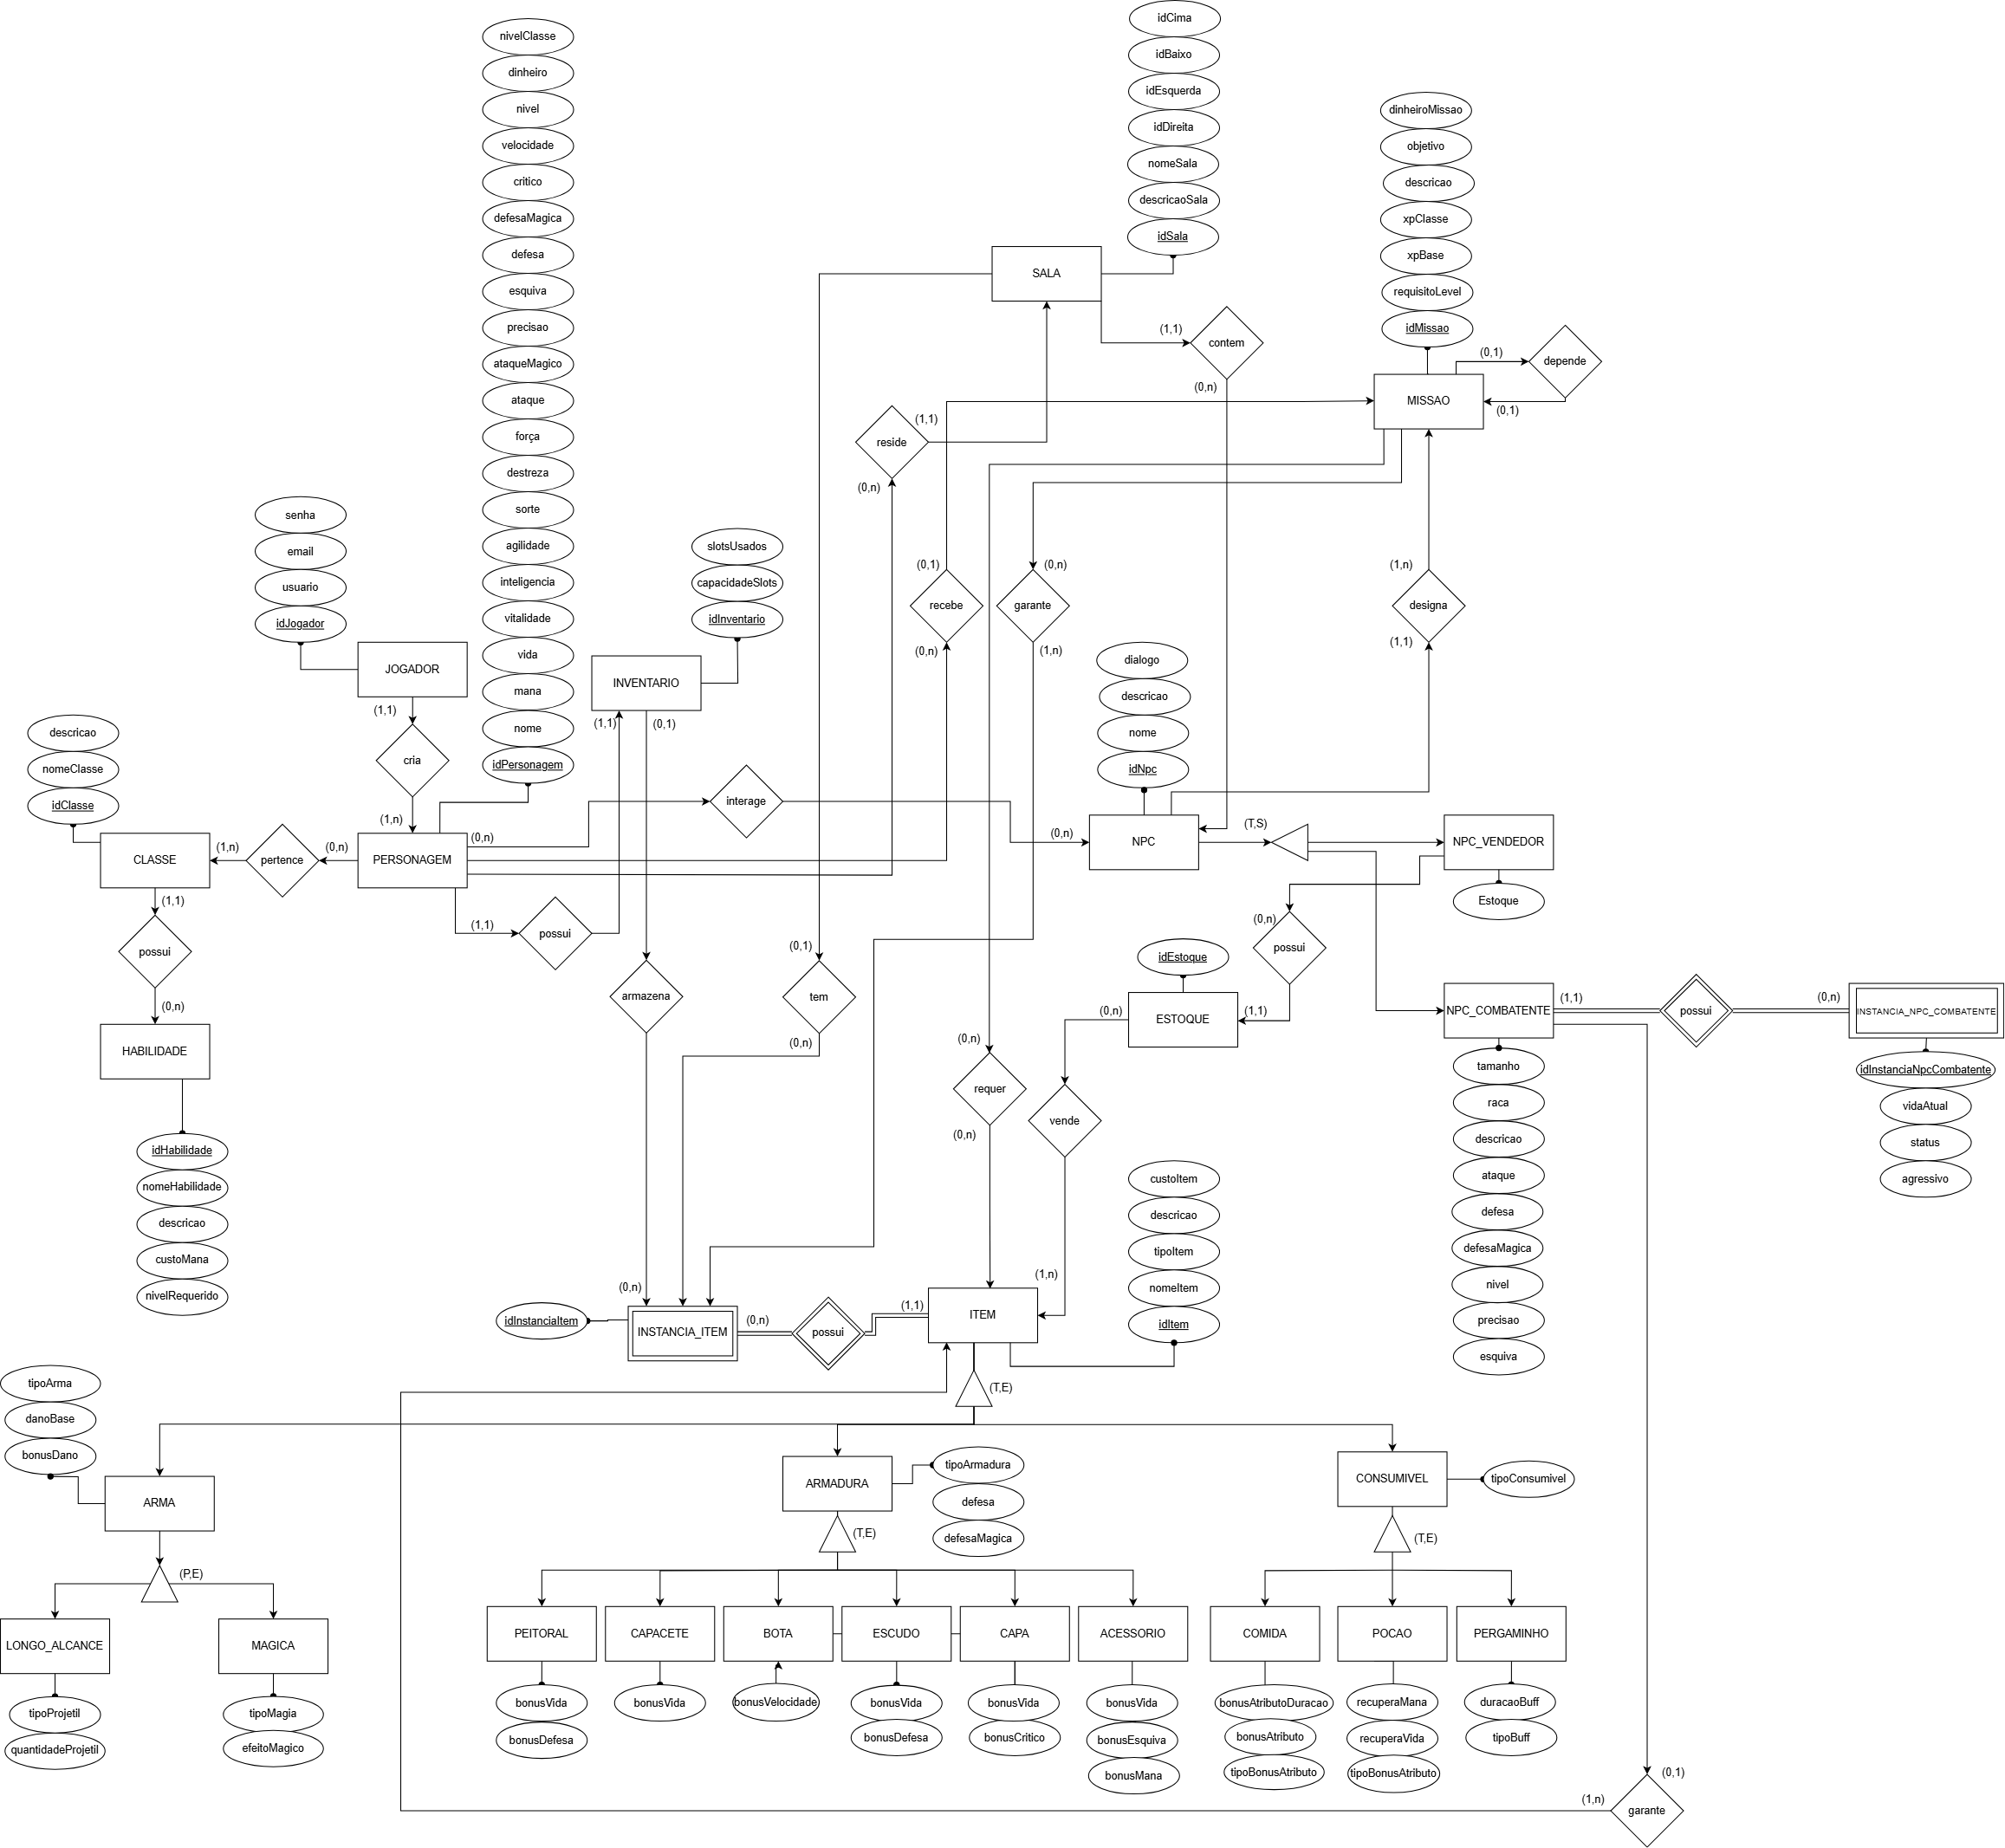 idCima
idBaixo
idEsquerda
idDireita
nomeSala
descricaoSala
idSala
SALA
(1,1)
contem
(0,n)
nivelClasse
dinheiro
nivel
velocidade
critico
defesaMagica
defesa
esquiva
precisao
ataqueMagico
ataque
força
destreza
sorte
agilidade
inteligencia
vitalidade
vida
mana
nome
idPersonagem
dinheiroMissao
objetivo
descricao
xpClasse
xpBase
requisitoLevel
idMissao
MISSAO
(0,1)
depende
(0,1)
reside
(1,1)
(0,n)
senha
email
usuario
idJogador
JOGADOR
(1,1)
cria
(1,n)
slotsUsados
capacidadeSlots
idInventario
INVENTARIO
(1,1)
(0,1)
(0,1)
recebe
(0,n)
(0,n)
garante
(1,n)
(1,n)
designa
(1,1)
descricao
nomeClasse
idClasse
CLASSE
(1,n)
pertence
(0,n)
PERSONAGEM
(0,n)
interage
(0,n)
dialogo
descricao
nome
idNpc
NPC
(T,S)
NPC_VENDEDOR
Estoque
(1,1)
possui
(0,n)
HABILIDADE
idHabilidade
nomeHabilidade
descricao
custoMana
nivelRequerido
(1,1)
possui
armazena
(0,n)
(0,1)
tem
(0,n)
(0,n)
possui
(1,1)
idEstoque
ESTOQUE
(0,n)
vende
(1,n)
(0,n)
requer
(0,n)
NPC_COMBATENTE
(1,1)
possui
(0,n)
INSTANCIA_NPC_COMBATENTE
idInstanciaNpcCombatente
vidaAtual
status
agressivo
tamanho
raca
descricao
ataque
defesa
defesaMagica
nivel
precisao
esquiva
custoItem
descricao
tipoItem
nomeItem
idItem
idInstanciaItem
INSTANCIA_ITEM
(0,n)
possui
(1,1)
ITEM
(T,E)
tipoArma
danoBase
bonusDano
ARMA
(P,E)
LONGO_ALCANCE
MAGICA
tipoProjetil
quantidadeProjetil
tipoMagia
efeitoMagico
ARMADURA
tipoArmadura
defesa
defesaMagica
(T,E)
CONSUMIVEL
tipoConsumivel
(T,E)
PEITORAL
CAPACETE
BOTA
ESCUDO
CAPA
ACESSORIO
COMIDA
POCAO
PERGAMINHO
bonusVida
bonusDefesa
bonusVida
bonusVelocidade
bonusVida
bonusDefesa
bonusVida
bonusCritico
bonusVida
bonusEsquiva
bonusMana
bonusAtributoDuracao
bonusAtributo
tipoBonusAtributo
recuperaMana
recuperaVida
tipoBonusAtributo
duracaoBuff
tipoBuff
(0,1)
(1,n)
garante